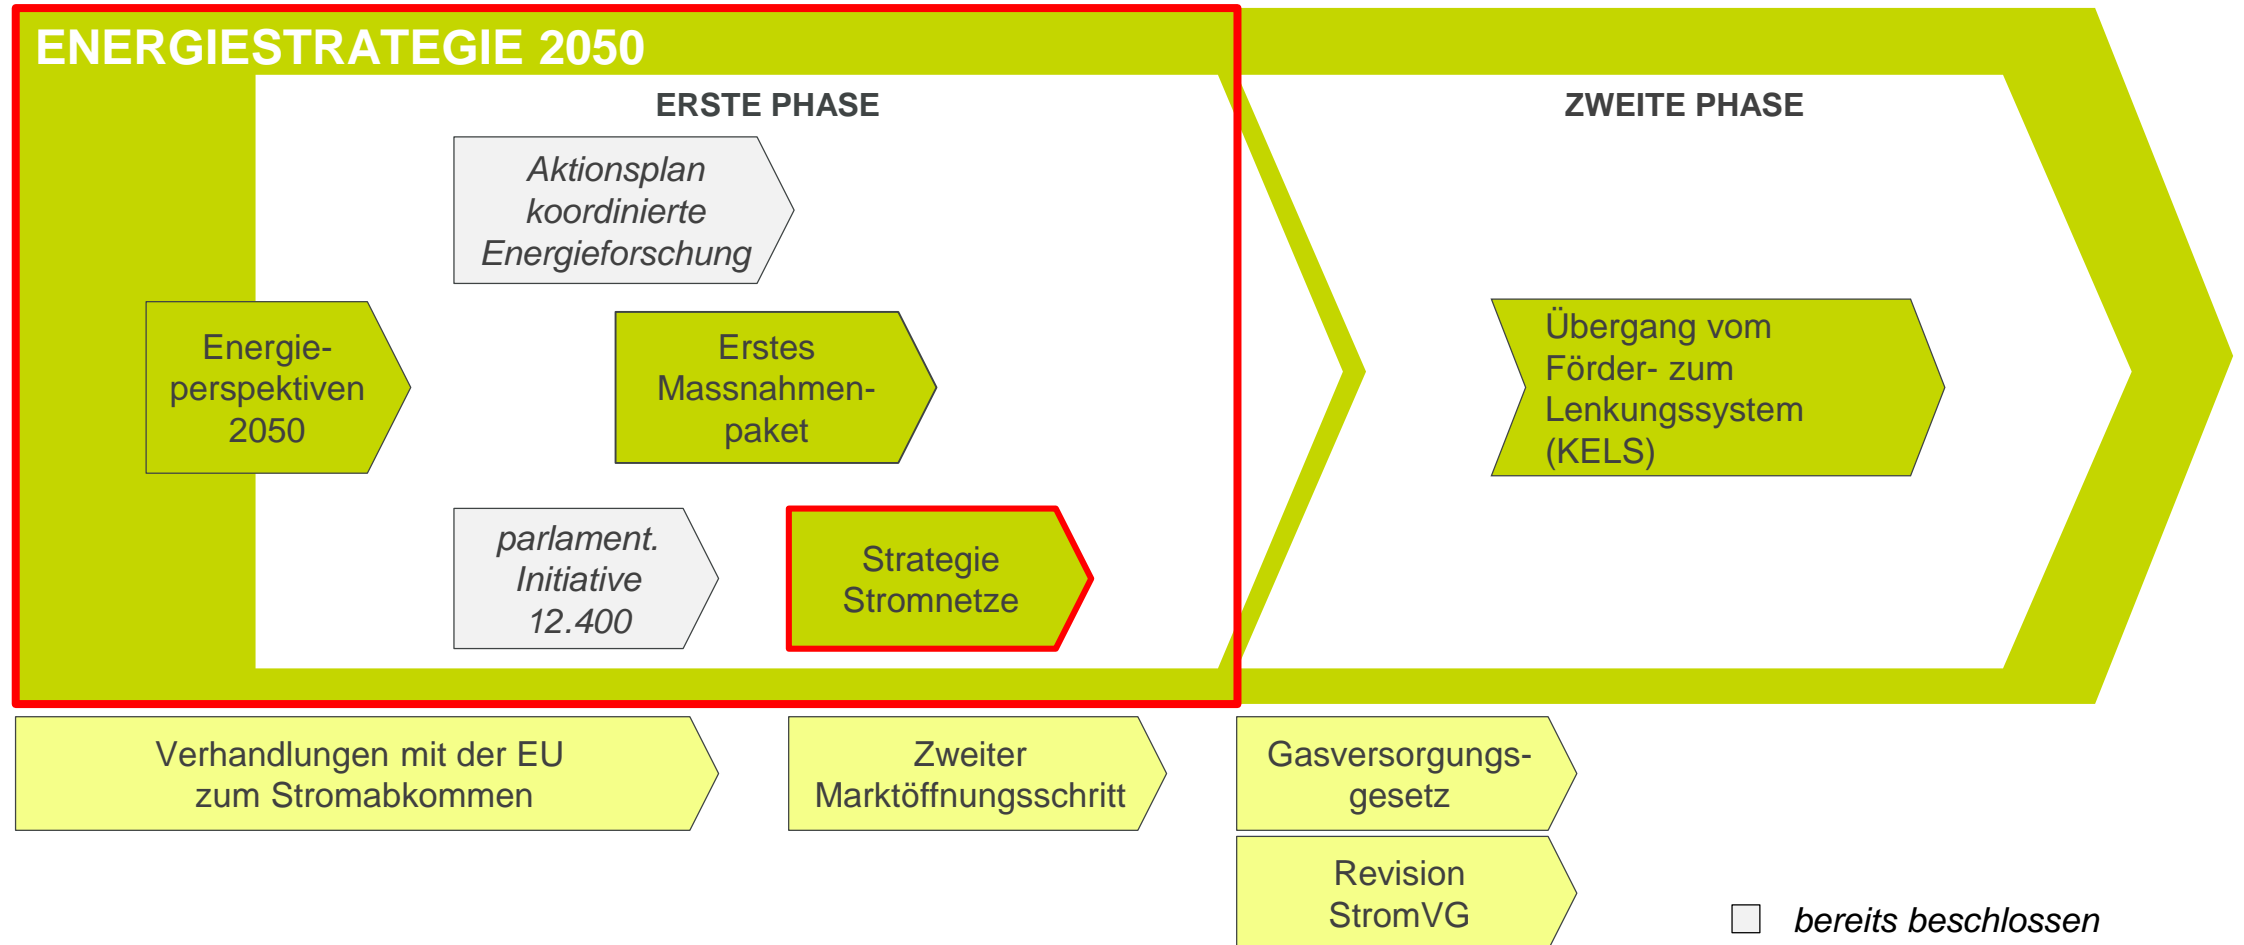 ENERGIESTRATEGIE 2050
ERSTE PHASE
ZWEITE PHASE
Aktionsplan
koordinierte
Energieforschung
Energie-
perspektiven
2050
Erstes
Massnahmen-
paket
Übergang vom
Förder- zum
Lenkungssystem
(KELS)
parlament.
Initiative
12.400
Strategie
Stromnetze
Verhandlungen mit der EU
zum Stromabkommen
Zweiter
Marktöffnungsschritt
Gasversorgungs-
gesetz
Revision
StromVG
bereits beschlossen